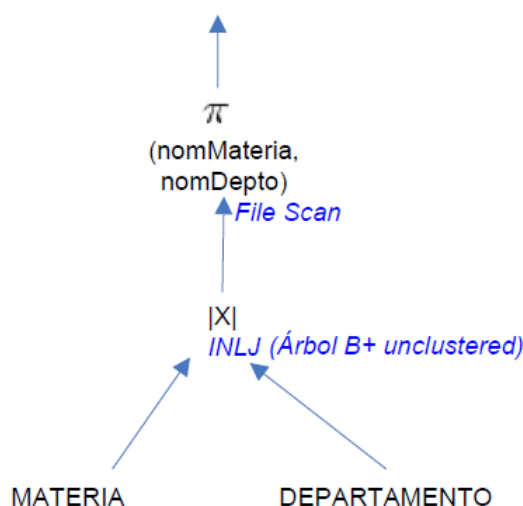 π
(nomMateria,
nomDepto)
File Scan
|X|
INLJ (Árbol B+ unclustered)
MATERIA DEPARTAMENTO